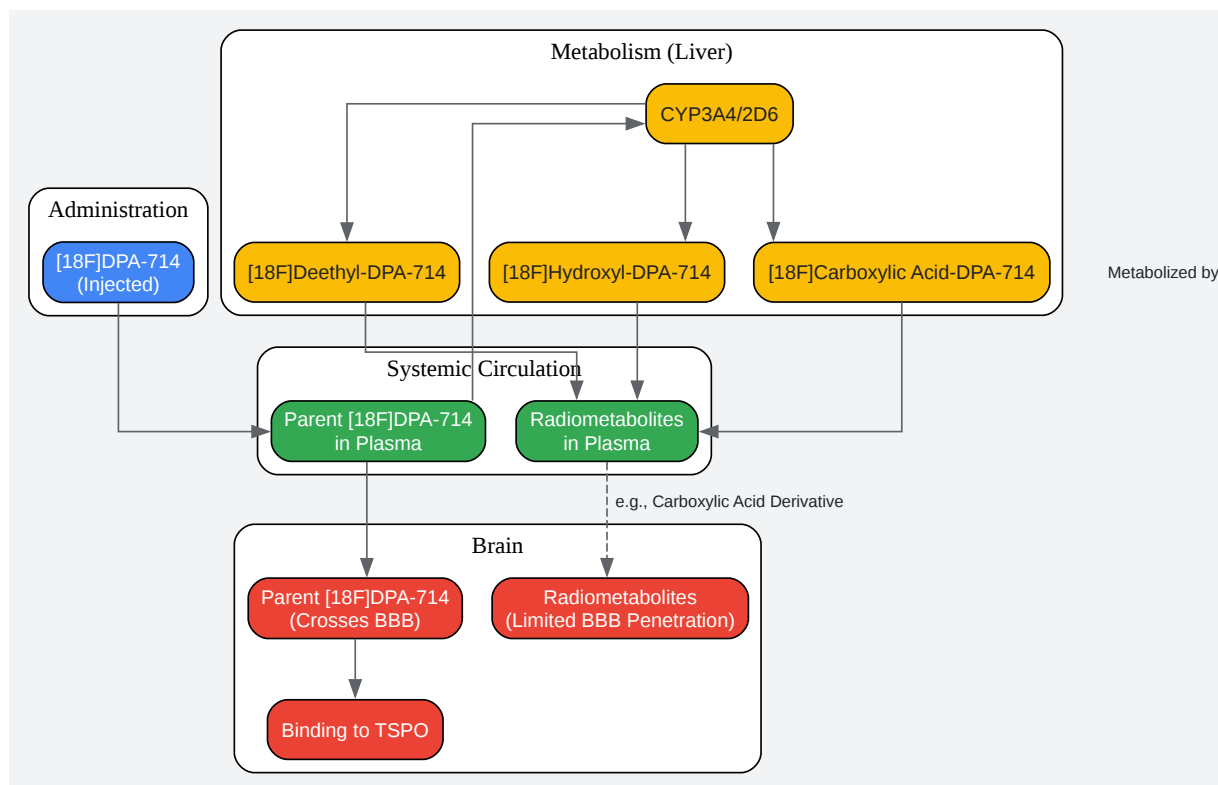 Metabolism (Liver)
CYP3A4/2D6
Administration
[18F]DPA-714
(Injected)
[18F]Deethyl-DPA-714
[18F]Hydroxyl-DPA-714
[18F]Carboxylic Acid-DPA-714
Metabolized by
Systemic Circulation
Parent [18F]DPA-714
in Plasma
Radiometabolites
in Plasma
e.g., Carboxylic Acid Derivative
Brain
Parent [18F]DPA-714
(Crosses BBB)
Radiometabolites
(Limited BBB Penetration)
Binding to TSPO